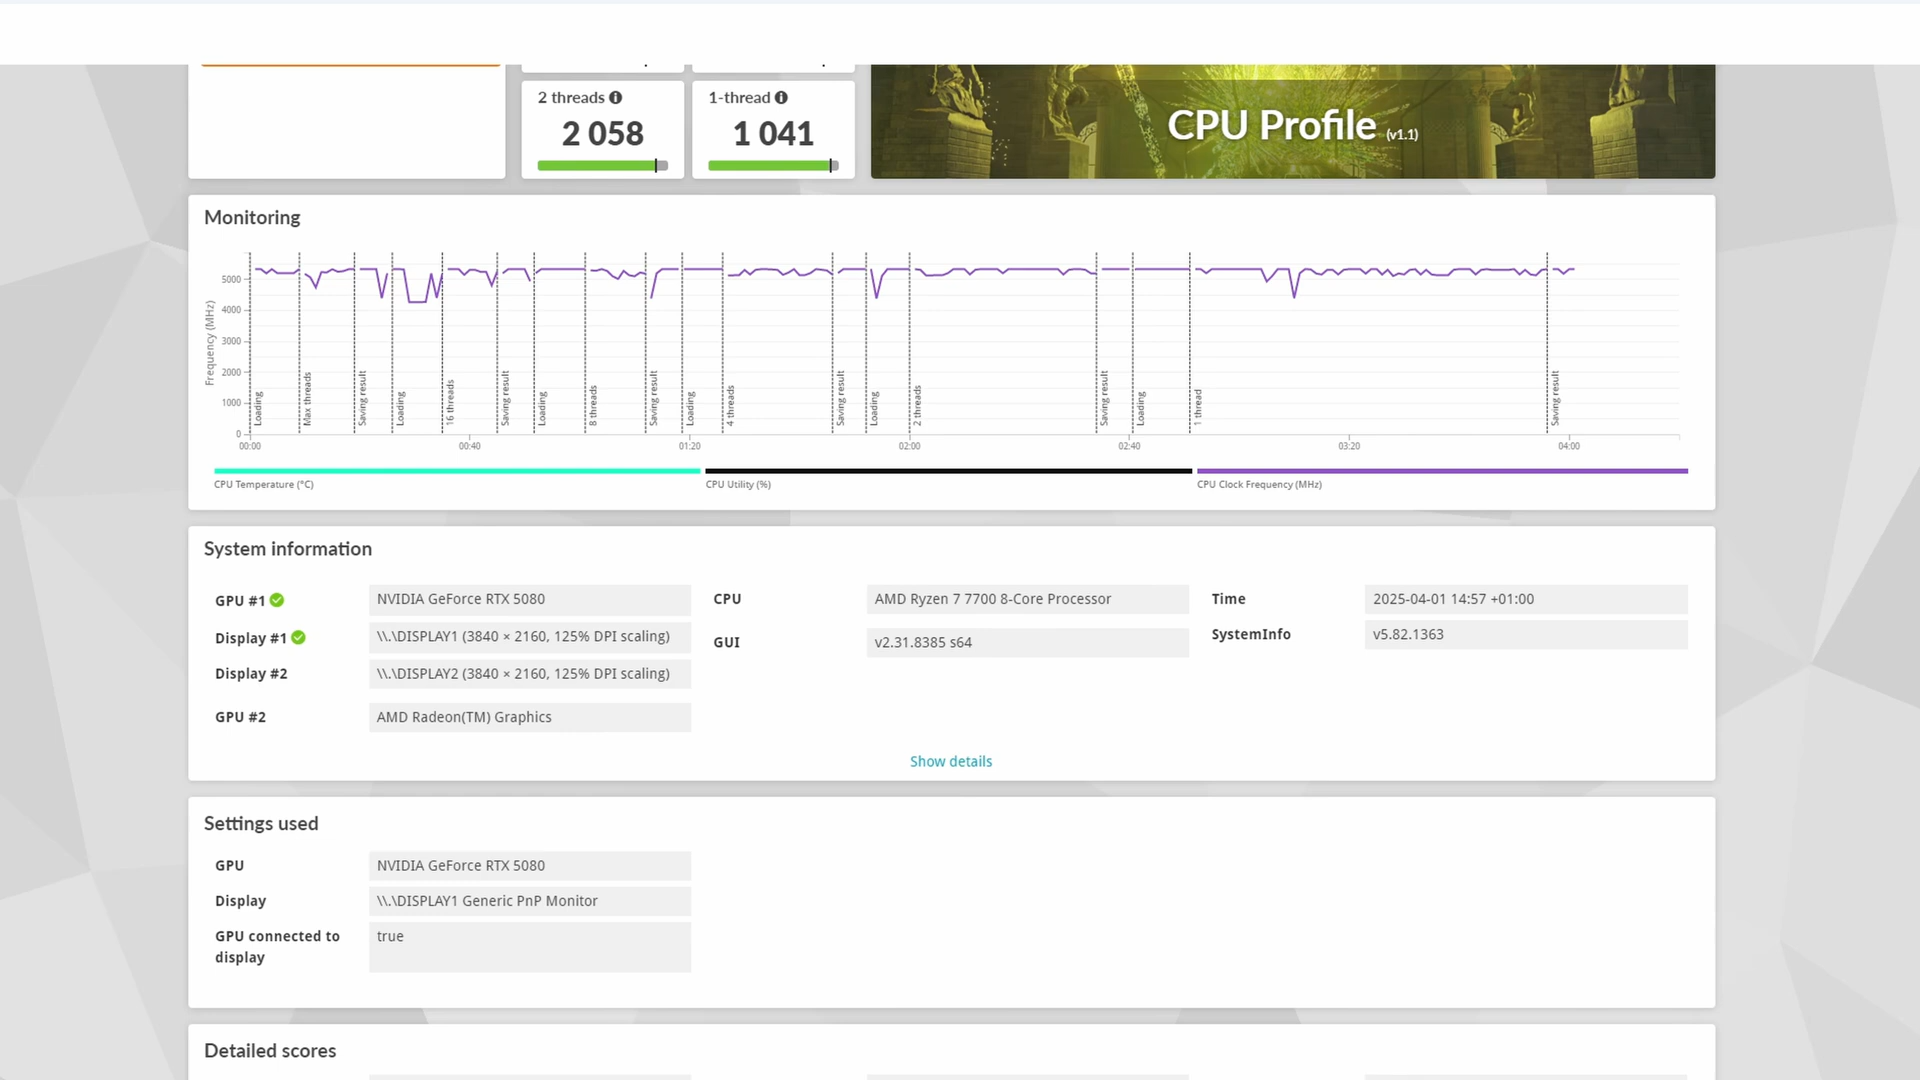 2 threads
1-thread
2 058
1 041
CPU Profile (v1.1)
Monitoring
Frequency (MHz)
5000
4000
3000
2000
1000
0
Loading
Max threads
Saving result
Loading
16 threads
Saving result
Loading
8 threads
Saving result
Loading
4 threads
Saving result
Loading
2 threads
Saving result
Loading
1 thread
Saving result
00:00
00:40
01:20
02:00
02:40
03:20
04:00
CPU Temperature (°C)
CPU Utility (%)
CPU Clock Frequency (MHz)
System information
GPU #1
NVIDIA GeForce RTX 5080
Display #1
\\.\DISPLAY1 (3840 × 2160, 125% DPI scaling)
Display #2
\\.\DISPLAY2 (3840 × 2160, 125% DPI scaling)
GPU #2
AMD Radeon(TM) Graphics
CPU
AMD Ryzen 7 7700 8-Core Processor
GUI
v2.31.8385 s64
Time
2025-04-01 14:57 +01:00
SystemInfo
v5.82.1363
Show details
Settings used
GPU
NVIDIA GeForce RTX 5080
Display
\\.\DISPLAY1 Generic PnP Monitor
GPU connected to
display
true
Detailed scores